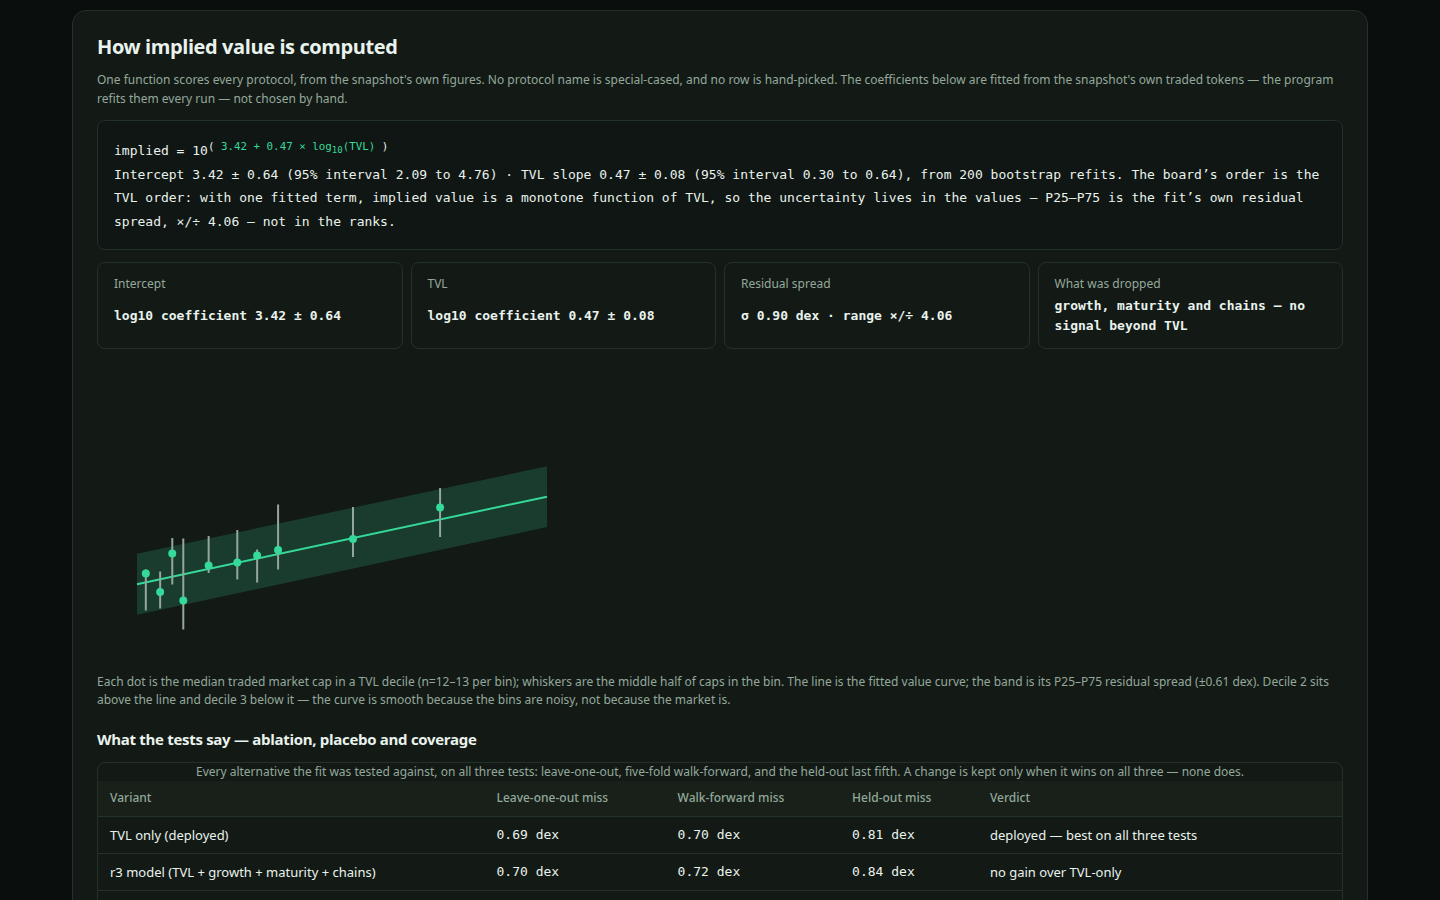 How implied value is computed
One function scores every protocol, from the snapshot's own figures. No protocol name is special-cased, and no row is hand-picked. The coefficients below are fitted from the snapshot's own traded tokens — the program
refits them every run — not chosen by hand.
implied = 10( 3.42 + 0.47 × log10(TVL) )
Intercept 3.42 ± 0.64 (95% interval 2.09 to 4.76) · TVL slope 0.47 ± 0.08 (95% interval 0.30 to 0.64), from 200 bootstrap refits. The board’s order is the
TVL order: with one fitted term, implied value is a monotone function of TVL, so the uncertainty lives in the values — P25–P75 is the fit’s own residual
spread, ×/÷ 4.06 — not in the ranks.
Intercept
log10 coefficient 3.42 ± 0.64
TVL
log10 coefficient 0.47 ± 0.08
Residual spread
σ 0.90 dex · range ×/÷ 4.06
What was dropped
growth, maturity and chains — no
signal beyond TVL
Each dot is the median traded market cap in a TVL decile (n=12–13 per bin); whiskers are the middle half of caps in the bin. The line is the fitted value curve; the band is its P25–P75 residual spread (±0.61 dex). Decile 2 sits
above the line and decile 3 below it — the curve is smooth because the bins are noisy, not because the market is.
What the tests say — ablation, placebo and coverage
Every alternative the fit was tested against, on all three tests: leave-one-out, five-fold walk-forward, and the held-out last fifth. A change is kept only when it wins on all three — none does.
Variant Leave-one-out miss Walk-forward miss Held-out miss Verdict
TVL only (deployed) 0.69 dex 0.70 dex 0.81 dex deployed — best on all three tests
r3 model (TVL + growth + maturity + chains) 0.70 dex 0.72 dex 0.84 dex no gain over TVL-only